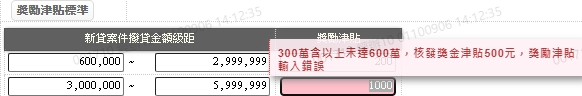 獎勵津貼標準
新貸案件撥貸金額級距 獎勵津貼
600,000 ~ 2,999,999
300萬含以上未達600萬，核發獎金津貼500元，獎勵津貼
輸入錯誤
3,000,000 ~ 5,999,999 1000